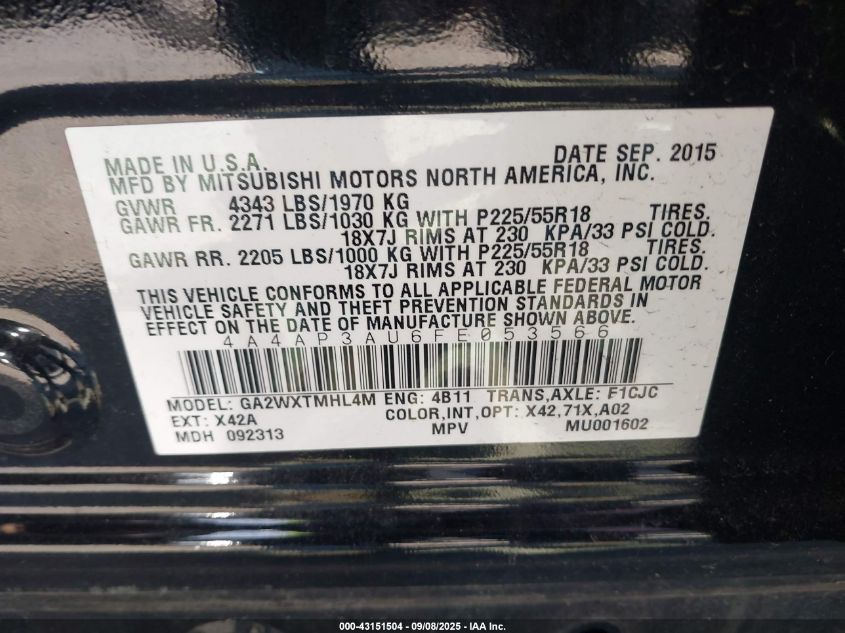 MADE IN U.S.A. DATE SEP. 2015
MFD BY MITSUBISHI MOTORS NORTH AMERICA, INC.
GVWR 4343 LBS/1970 KG
GAWR FR. 2271 LBS/1030 KG WITH P225/55R18 TIRES.
18X7J RIMS AT 230 KPA/33 PSI COLD.
GAWR RR. 2205 LBS/1000 KG WITH P225/55R18 TIRES.
18X7J RIMS AT 230 KPA/33 PSI COLD.
THIS VEHICLE CONFORMS TO ALL APPLICABLE FEDERAL MOTOR
VEHICLE SAFETY AND THEFT PREVENTION STANDARDS IN
EFFECT ON THE DATE OF MANUFACTURE SHOWN ABOVE.
4A4AP3AU6FE053566
MODEL: GA2WXTMHL4M ENG: 4B11 TRANS,AXLE: F1CJC
EXT: X42A COLOR,INT,OPT: X42,71X,A02
MDH 092313 MPV MU001602
000-43151504 - 09/08/2025 - IAA Inc.